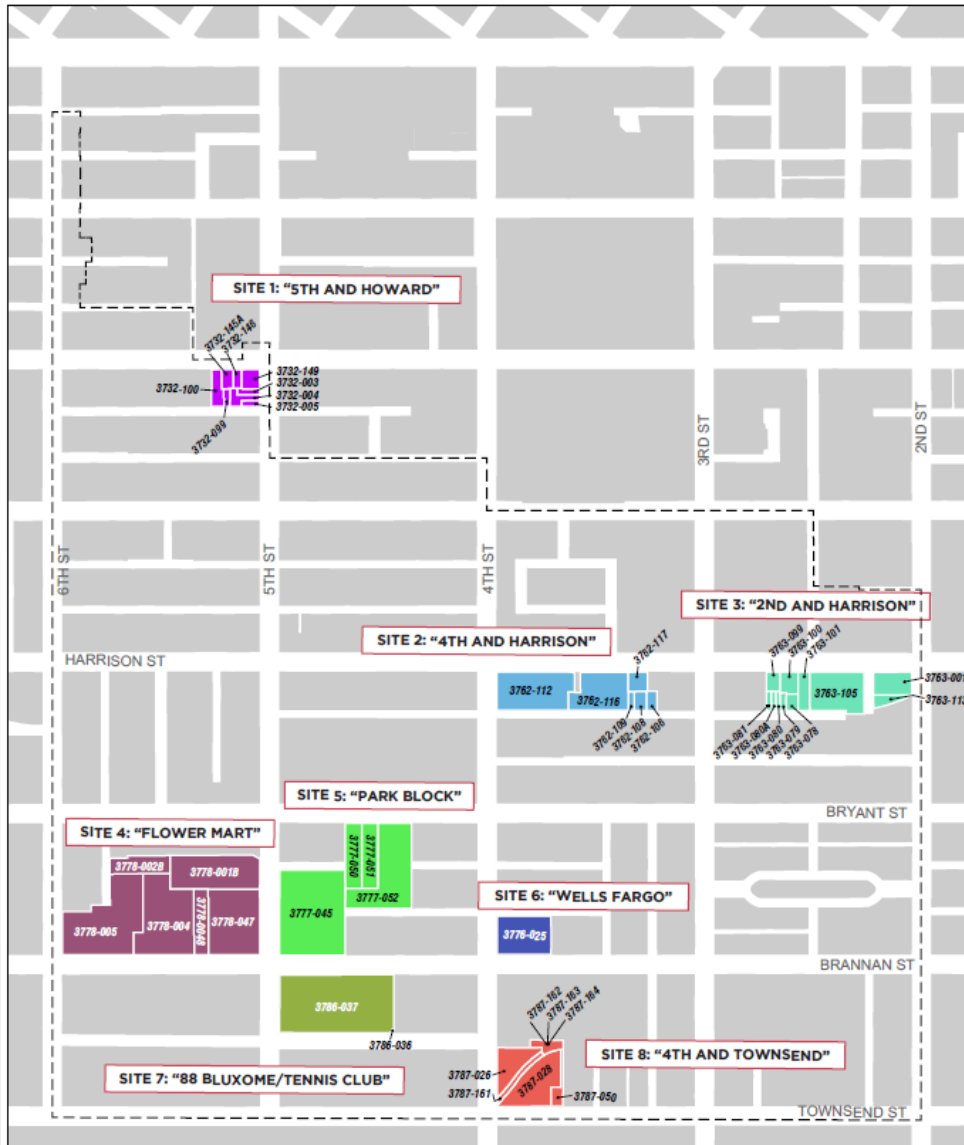 SITE 1: "5TH AND HOWARD"
3732-145A
3732-146
3732-149
3732-100
3732-003
3732-004
3732-005
3732-099
3RD ST
2ND ST
6TH ST
5TH ST
4TH ST
SITE 3: "2ND AND HARRISON"
SITE 2: "4TH AND HARRISON"
HARRISON ST
3762-117
3763-099
3763-100
3763-101
3762-112
3762-116
3763-105
3763-001
3763-113
3762-109
3762-108
3762-106
3763-081
3763-080A
3763-080
3763-079
3763-078
SITE 5: "PARK BLOCK"
BRYANT ST
SITE 4: "FLOWER MART"
3778-002B
3778-001B
3777-050
3777-051
3777-052
3777-045
SITE 6: "WELLS FARGO"
3778-005
3778-004
3778-004B
3778-047
3776-025
BRANNAN ST
3786-037
3786-036
3787-162
3787-163
3787-164
SITE 8: "4TH AND TOWNSEND"
SITE 7: "88 BLUXOME/TENNIS CLUB"
3787-026
3787-028
3787-161
3787-050
TOWNSEND ST